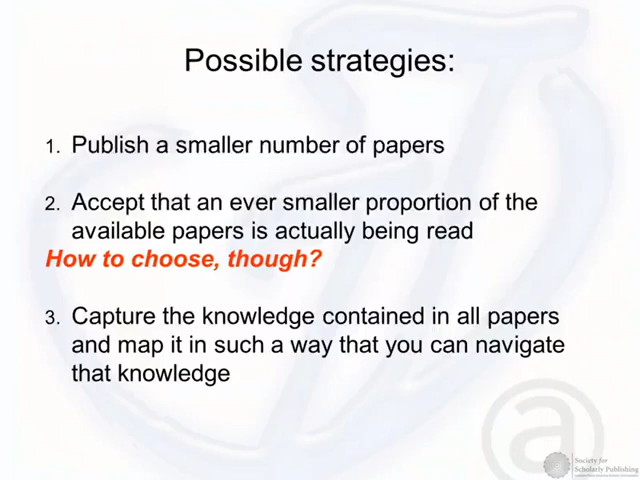 Possible strategies:
1. Publish a smaller number of papers
2. Accept that an ever smaller proportion of the
available papers is actually being read
How to choose, though?
3. Capture the knowledge contained in all papers
and map it in such a way that you can navigate
that knowledge
@
Society for
Scholarly Publishing